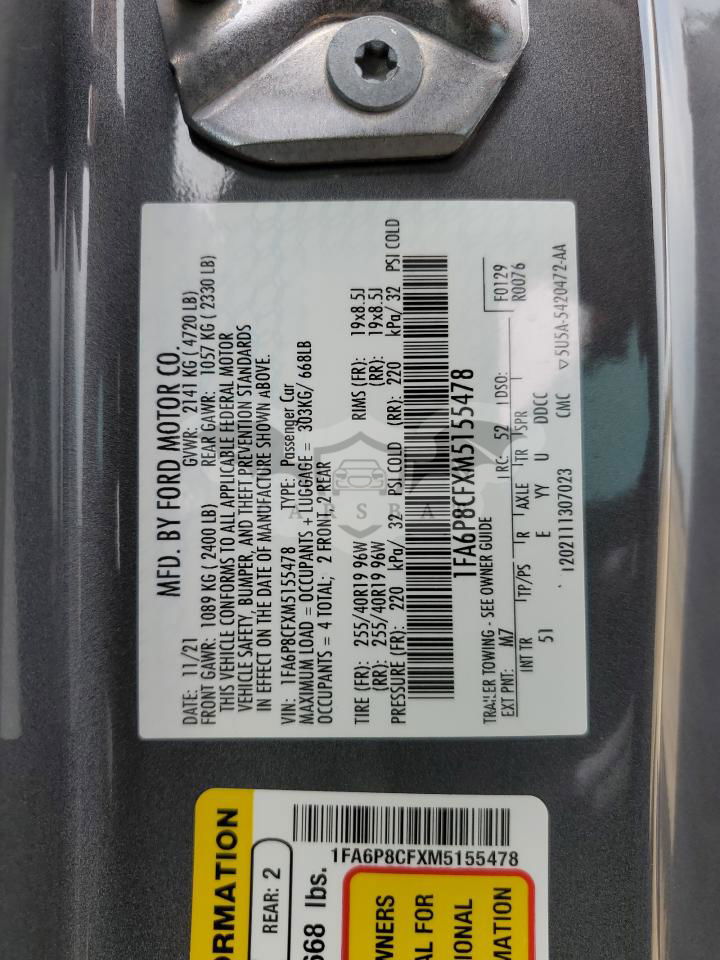 MFD. BY FORD MOTOR CO.
DATE: 11/21 GVWR: 2141 KG ( 4720 LB)
FRONT GAWR: 1089 KG ( 2400 LB) REAR GAWR: 1057 KG ( 2330 LB)
THIS VEHICLE CONFORMS TO ALL APPLICABLE FEDERAL MOTOR
VEHICLE SAFETY, BUMPER, AND THEFT PREVENTION STANDARDS
IN EFFECT ON THE DATE OF MANUFACTURE SHOWN ABOVE.
VIN: 1FA6P8CFXM5155478 TYPE: Passenger Car
MAXIMUM LOAD = OCCUPANTS + LUGGAGE = 303KG/ 668LB
OCCUPANTS = 4 TOTAL; 2 FRONT, 2 REAR
TIRE (FR): 255/40R19 96W RIMS (FR): 19x8.5J
(RR): 255/40R19 96W (RR): 19x8.5J
PRESSURE (FR): 220 kPa/ 32 PSI COLD (RR): 220 kPa/ 32 PSI COLD
1FA6P8CFXM5155478
TRAILER TOWING - SEE OWNER GUIDE
EXT PNT: M7 RC: 52 DSO: F0129
R0076
INT TR TP/PS R AXLE TR SPR
51 E YY U DDCC
202111307023 CMC ▽5U5A-5420472-AA
ARSBA
ORMATION
REAR: 2
668 lbs.
1FA6P8CFXM5155478
WNERS
AL FOR
IONAL
MATION